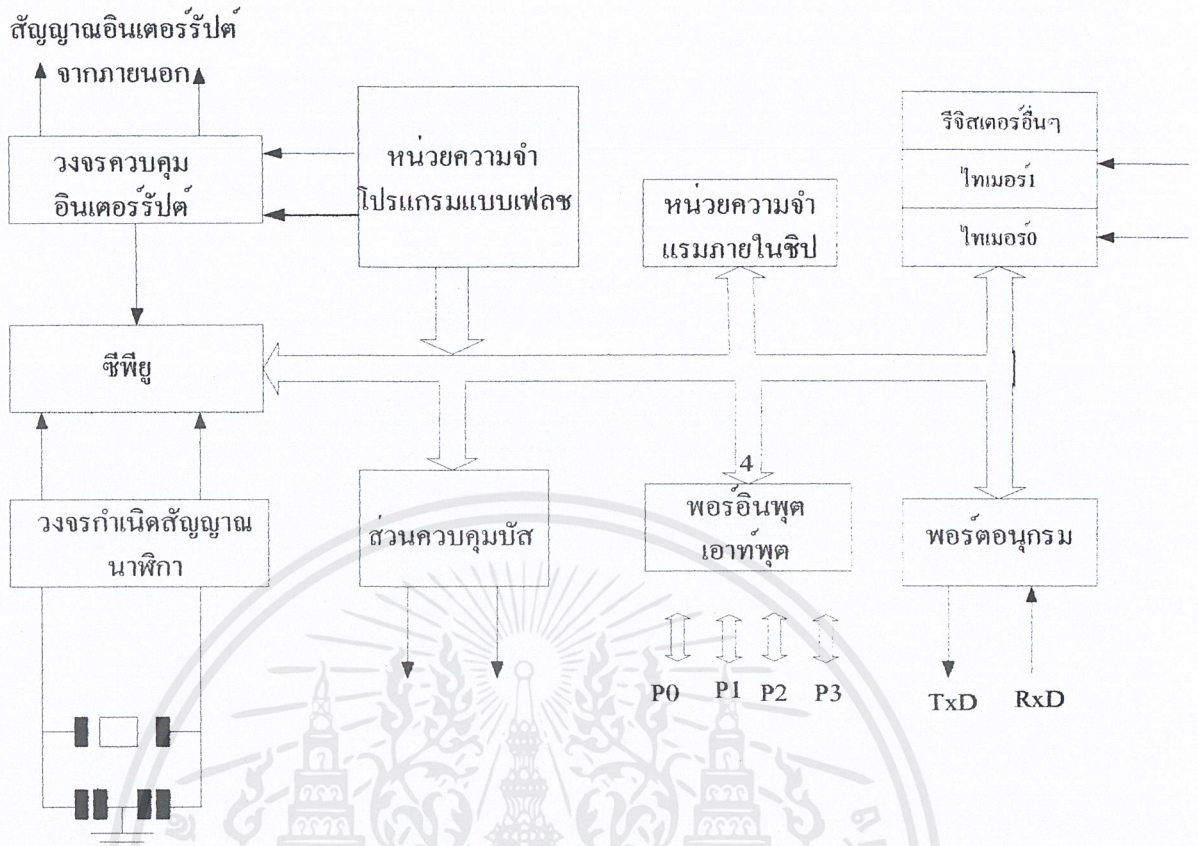 สัญญาณอินเตอร์รัปต์
จากภายนอก
วงจรควบคุม
อินเตอร์รัปต์
หน่วยความจำ
โปรแกรมแบบเฟลช
หน่วยความจำ
แรมภายในชิป
รีจิสเตอร์อื่นๆ
ไทเมอร์1
ไทเมอร์0
ซีพียู
วงจรกำเนิดสัญญาณ
นาฬิกา
ส่วนควบคุมบัส
4
พอร์อินพุต
เอาท์พุต
พอร์ตอนุกรม
P0 P1 P2 P3
TxD RxD